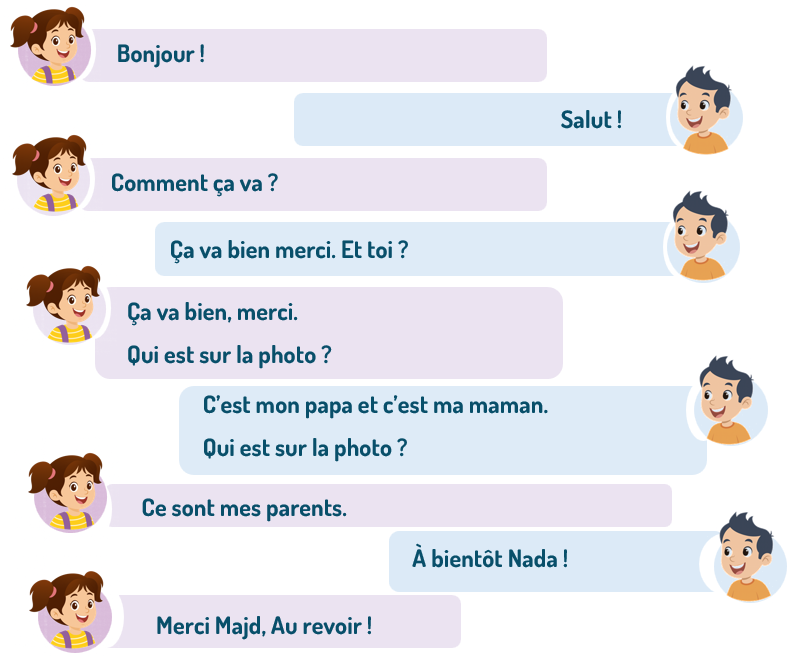 Bonjour !
Salut !
Comment ça va ?
Ça va bien merci. Et toi ?
Ça va bien, merci.
Qui est sur la photo ?
C’est mon papa et c’est ma maman.
Qui est sur la photo ?
Ce sont mes parents.
À bientôt Nada !
Merci Majd, Au revoir !